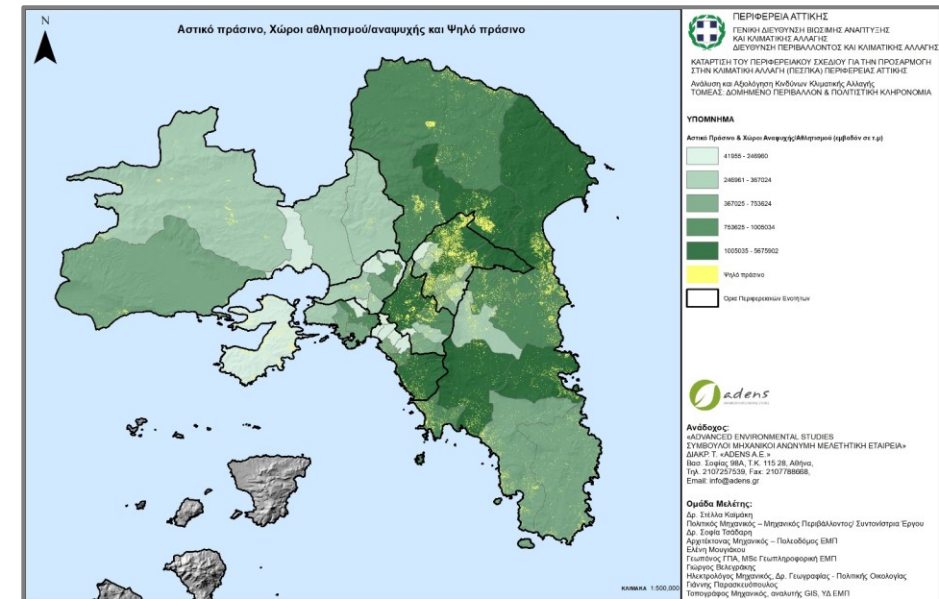 Αστικό πράσινο, Χώροι αθλητισμού/αναψυχής και Ψηλό πράσινο
N
ΚΛΙΜΑΚΑ 1:500,000
ΠΕΡΙΦΕΡΕΙΑ ΑΤΤΙΚΗΣ
ΓΕΝΙΚΗ ΔΙΕΥΘΥΝΣΗ ΒΙΩΣΙΜΗΣ ΑΝΑΠΤΥΞΗΣ
ΚΑΙ ΚΛΙΜΑΤΙΚΗΣ ΑΛΛΑΓΗΣ
ΔΙΕΥΘΥΝΣΗ ΠΕΡΙΒΑΛΛΟΝΤΟΣ ΚΑΙ ΚΛΙΜΑΤΙΚΗΣ ΑΛΛΑΓΗΣ
ΚΑΤΑΡΤΙΣΗ ΤΟΥ ΠΕΡΙΦΕΡΕΙΑΚΟΥ ΣΧΕΔΙΟΥ ΓΙΑ ΤΗΝ ΠΡΟΣΑΡΜΟΓΗ
ΣΤΗΝ ΚΛΙΜΑΤΙΚΗ ΑΛΛΑΓΗ (ΠΕΣΠΚΑ) ΠΕΡΙΦΕΡΕΙΑΣ ΑΤΤΙΚΗΣ
Ανάλυση και Αξιολόγηση Κινδύνων Κλιματικής Αλλαγής
ΤΟΜΕΑΣ: ΔΟΜΗΜΕΝΟ ΠΕΡΙΒΑΛΛΟΝ & ΠΟΛΙΤΙΣΤΙΚΗ ΚΛΗΡΟΝΟΜΙΑ
ΥΠΟΜΝΗΜΑ
Αστικό Πράσινο & Χώροι Αναψυχής/Αθλητισμού (εμβαδόν σε τ.μ)
41955 - 246960
246961 - 367024
367025 - 753624
753625 - 1005034
1005035 - 5675902
Ψηλό πράσινο
Όρια Περιφερειακών Ενοτήτων
adens
Ανάδοχος:
«ADVANCED ENVIRONMENTAL STUDIES
ΣΥΜΒΟΥΛΟΙ ΜΗΧΑΝΙΚΟΙ ΑΝΩΝΥΜΗ ΜΕΛΕΤΗΤΙΚΗ ΕΤΑΙΡΕΙΑ»
ΔΙΑΚΡ. Τ. «ADENS Α.Ε.»
Βασ. Σοφίας 98Α, Τ.Κ. 115 28, Αθήνα,
Τηλ. 2107257539, Fax: 2107788668,
Email: info@adens.gr
Ομάδα Μελέτης:
Δρ. Στέλλα Καϊμάκη
Πολιτικός Μηχανικός – Μηχανικός Περιβάλλοντος/ Συντονίστρια Έργου
Δρ. Σοφία Τσάδαρη
Αρχιτέκτονας Μηχανικός – Πολεοδόμος ΕΜΠ
Ελένη Μουγιάκου
Γεωπόνος ΓΠΑ, MSc Γεωπληροφορική ΕΜΠ
Γιώργος Βελεγράκης
Ηλεκτρολόγος Μηχανικός, Δρ. Γεωγραφίας - Πολιτικής Οικολογίας
Γιάννης Παρασκευόπουλος
Τοπογράφος Μηχανικός, αναλυτής GIS, ΥΔ ΕΜΠ